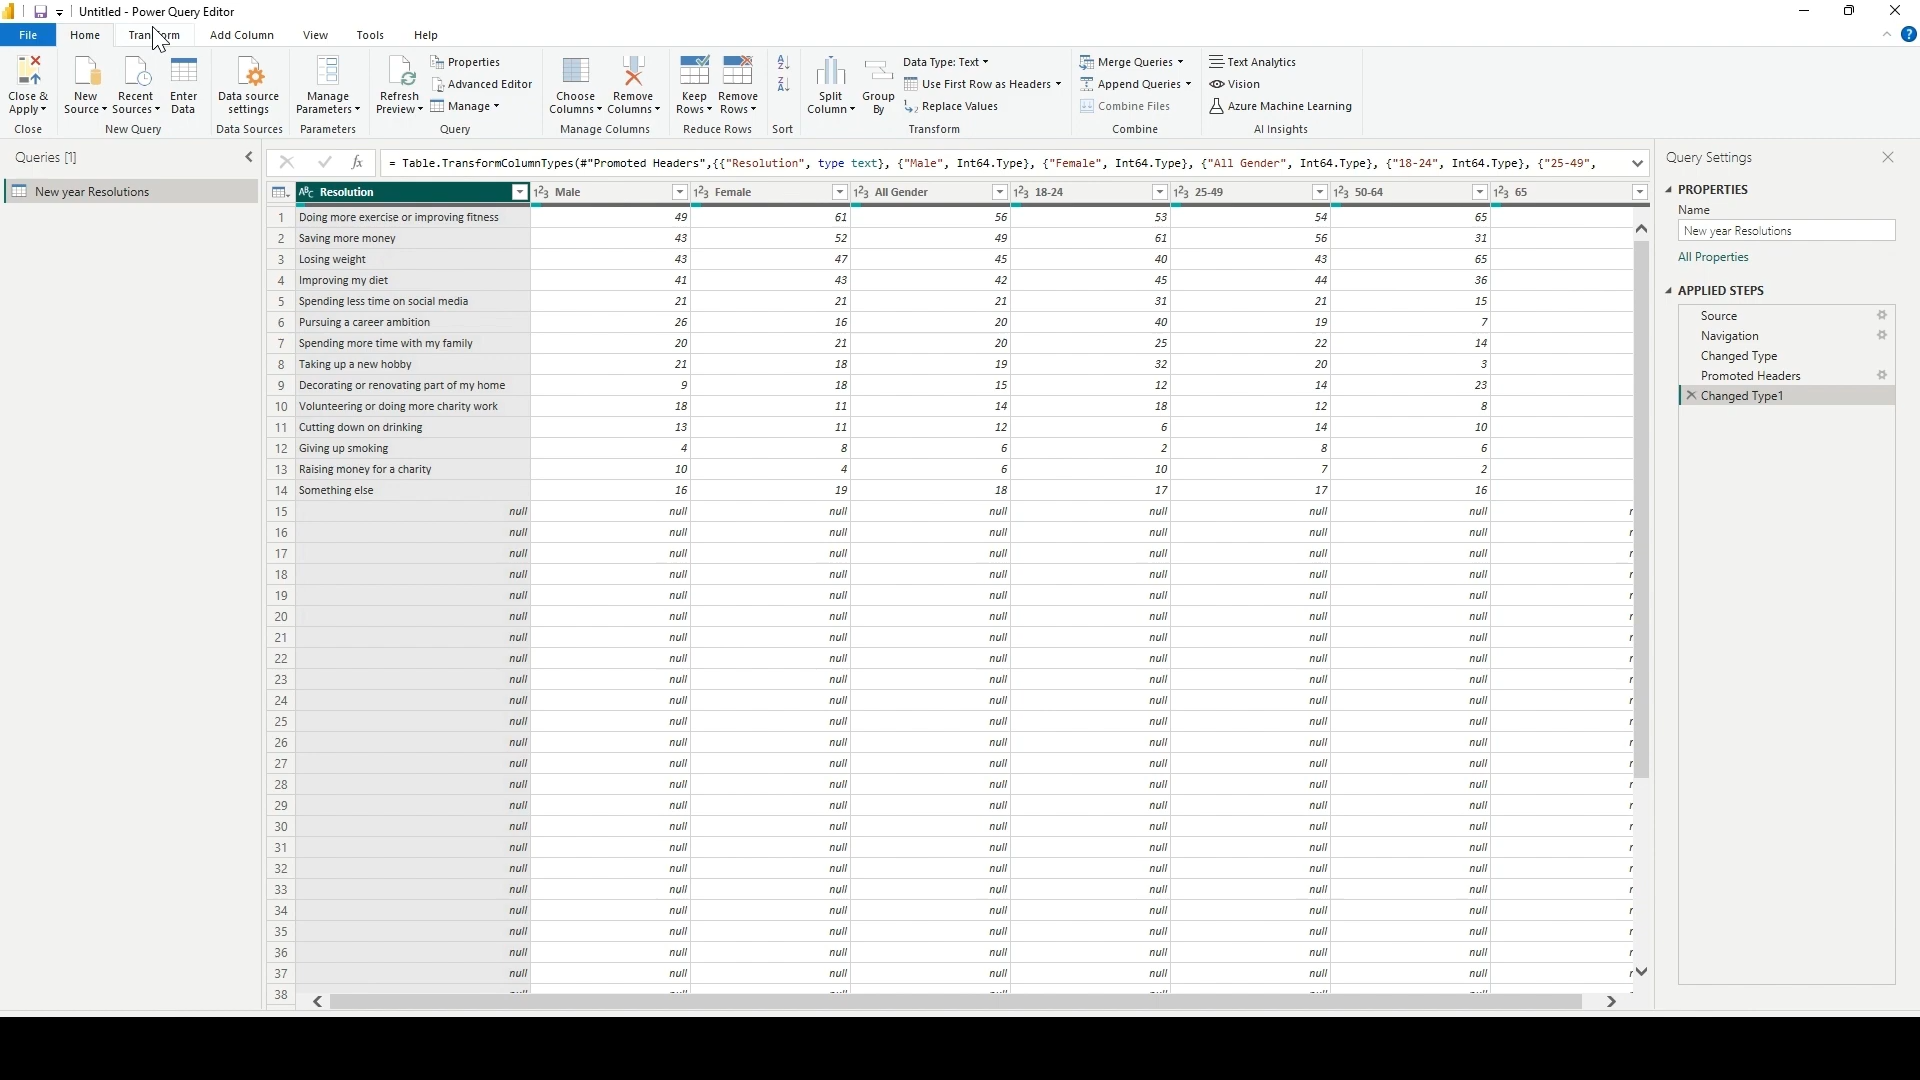 Untitled - Power Query Editor
File Home Transform Add Column View Tools Help
Close & Apply
New Source
Recent Sources
Enter Data
Data source settings
Manage Parameters
Refresh Preview
Properties
Advanced Editor
Manage
Choose Columns
Remove Columns
Keep Rows
Remove Rows
Split Column
Group By
Data Type: Text
Use First Row as Headers
Replace Values
Merge Queries
Append Queries
Combine Files
Text Analytics
Vision
Azure Machine Learning
Close New Query Data Sources Parameters Query Manage Columns Reduce Rows Sort Transform Combine AI Insights
Queries [1]
New year Resolutions
fx = Table.TransformColumnTypes(#"Promoted Headers",{{"Resolution", type text}, {"Male", Int64.Type}, {"Female", Int64.Type}, {"All Gender", Int64.Type}, {"18-24", Int64.Type}, {"25-49",
ABC Resolution 123 Male 123 Female 123 All Gender 123 18-24 123 25-49 123 50-64 123 65
1 Doing more exercise or improving fitness 49 61 56 53 54 65
2 Saving more money 43 52 49 61 56 31
3 Losing weight 43 47 45 40 43 65
4 Improving my diet 41 43 42 45 44 36
5 Spending less time on social media 21 21 21 31 21 15
6 Pursuing a career ambition 26 16 20 40 19 7
7 Spending more time with my family 20 21 20 25 22 14
8 Taking up a new hobby 21 18 19 32 20 3
9 Decorating or renovating part of my home 9 18 15 12 14 23
10 Volunteering or doing more charity work 18 11 14 18 12 8
11 Cutting down on drinking 13 11 12 6 14 10
12 Giving up smoking 4 8 6 2 8 6
13 Raising money for a charity 10 4 6 10 7 2
14 Something else 16 19 18 17 17 16
15 null null null null null null null
16 null null null null null null null
17 null null null null null null null
18 null null null null null null null
19 null null null null null null null
20 null null null null null null null
21 null null null null null null null
22 null null null null null null null
23 null null null null null null null
24 null null null null null null null
25 null null null null null null null
26 null null null null null null null
27 null null null null null null null
28 null null null null null null null
29 null null null null null null null
30 null null null null null null null
31 null null null null null null null
32 null null null null null null null
33 null null null null null null null
34 null null null null null null null
35 null null null null null null null
36 null null null null null null null
37 null null null null null null null
38
Query Settings
PROPERTIES
Name
New year Resolutions
All Properties
APPLIED STEPS
Source
Navigation
Changed Type
Promoted Headers
Changed Type1